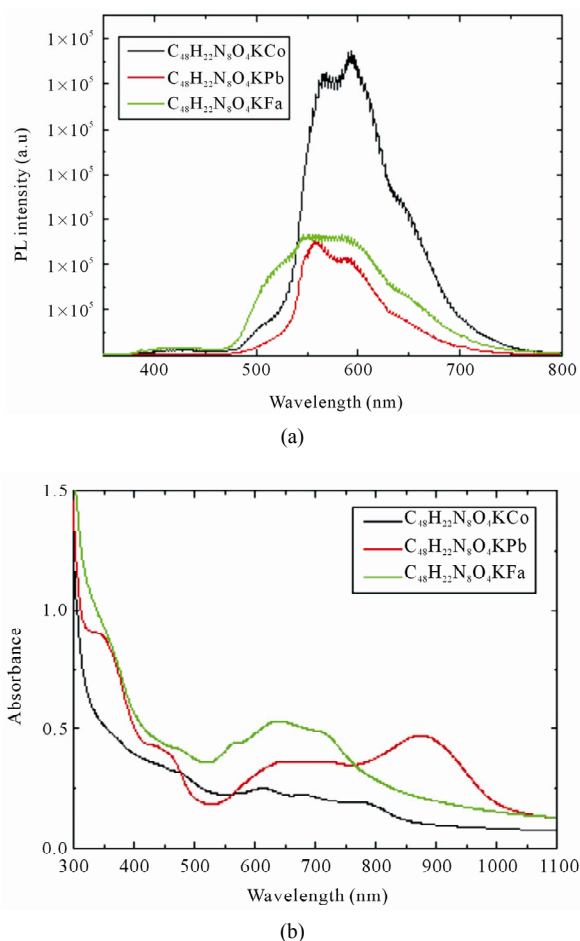 1×10⁵
1×10⁵
1×10⁵
1×10⁵
1×10⁵
1×10⁵
1×10⁵
PL intensity (a.u)
C₄₈H₂₂N₈O₄KCo
C₄₈H₂₂N₈O₄KPb
C₄₈H₂₂N₈O₄KFa
400 500 600 700 800
Wavelength (nm)
(a)
1.5
1.0
0.5
0.0
Absorbance
C₄₈H₂₂N₈O₄KCo
C₄₈H₂₂N₈O₄KPb
C₄₈H₂₂N₈O₄KFa
300 400 500 600 700 800 900 1000 1100
Wavelength (nm)
(b)